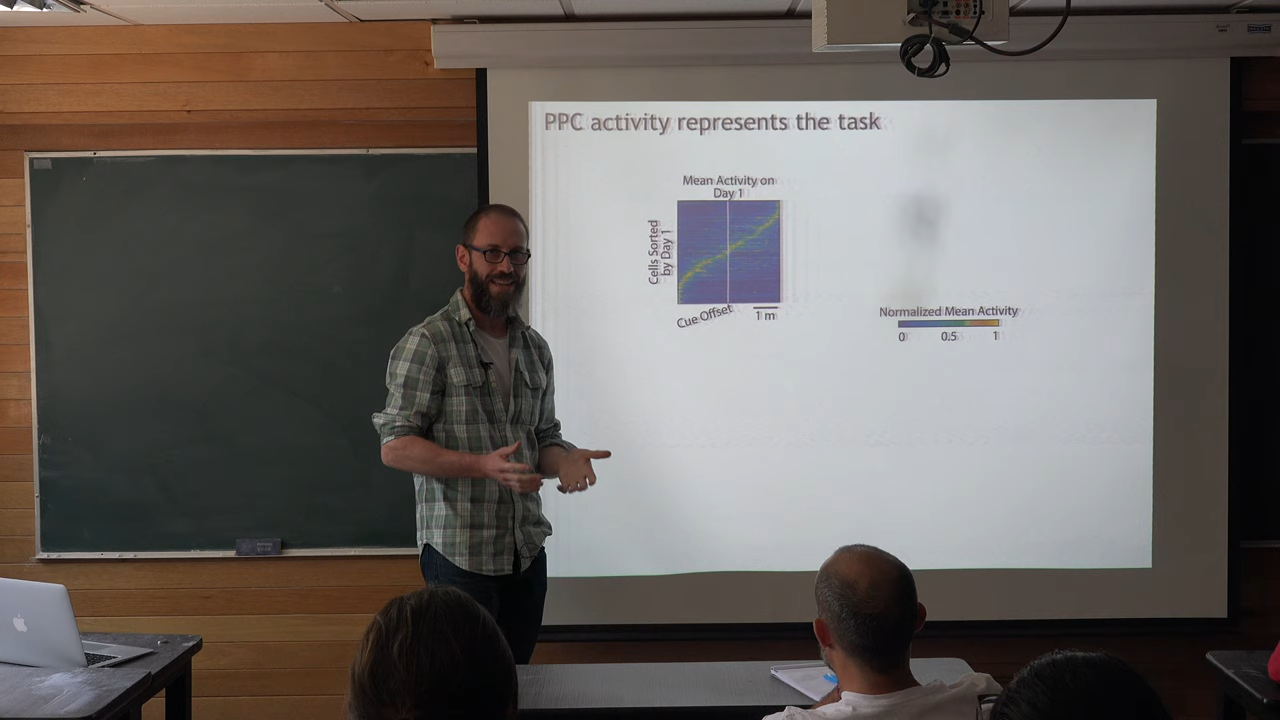 PPC activity represents the task
Mean Activity on
Day 1
Cells Sorted
by Day 1
Cue Offset
1 m
Normalized Mean Activity
0
0.5
1